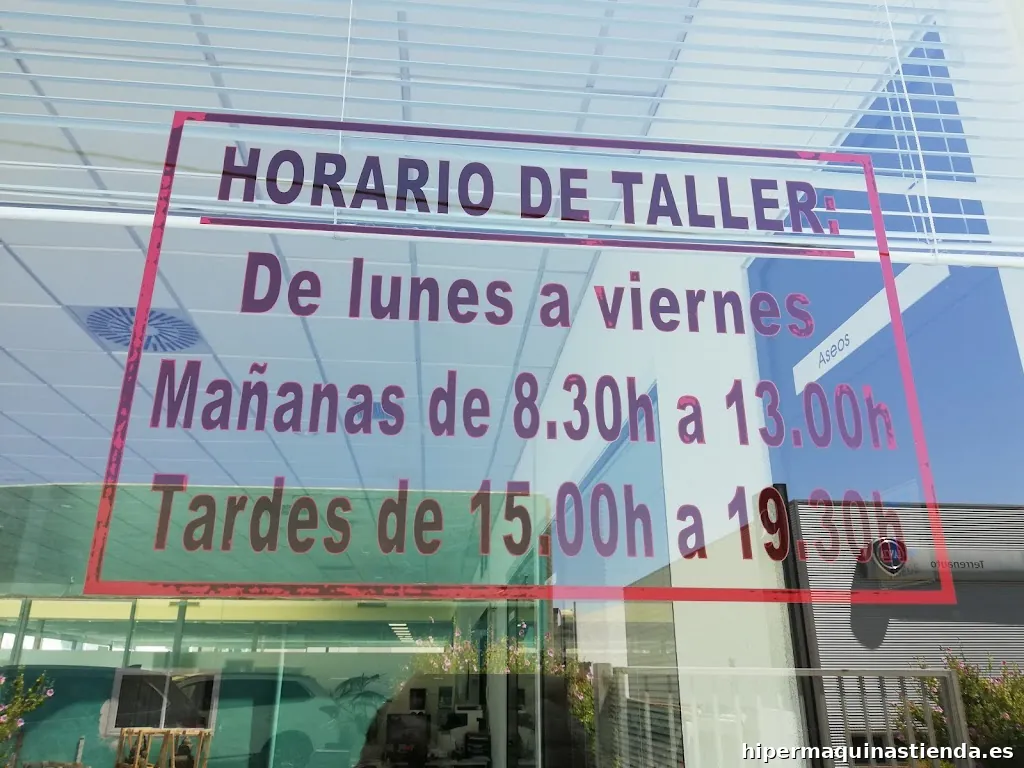 HORARIO DE TALLER:
De lunes a viernes
Mañanas de 8.30h a 13.00h
Tardes de 15.00h a 19.30h
Aseos
Terrenauto
hipermaquinastienda.es